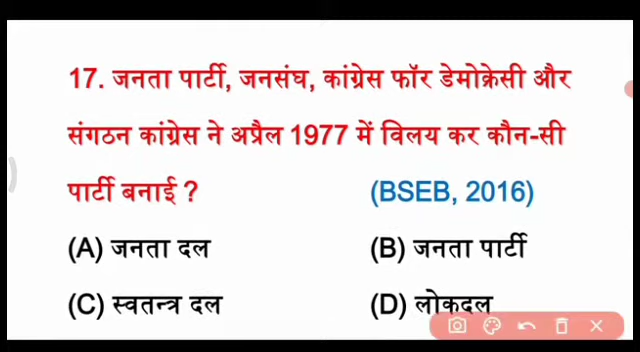 17. जनता पार्टी, जनसंघ, कांग्रेस फॉर डेमोक्रेसी और
संगठन कांग्रेस ने अप्रैल 1977 में विलय कर कौन-सी
पार्टी बनाई ? (BSEB, 2016)
(A) जनता दल (B) जनता पार्टी
(C) स्वतन्त्र दल (D) लोकदल